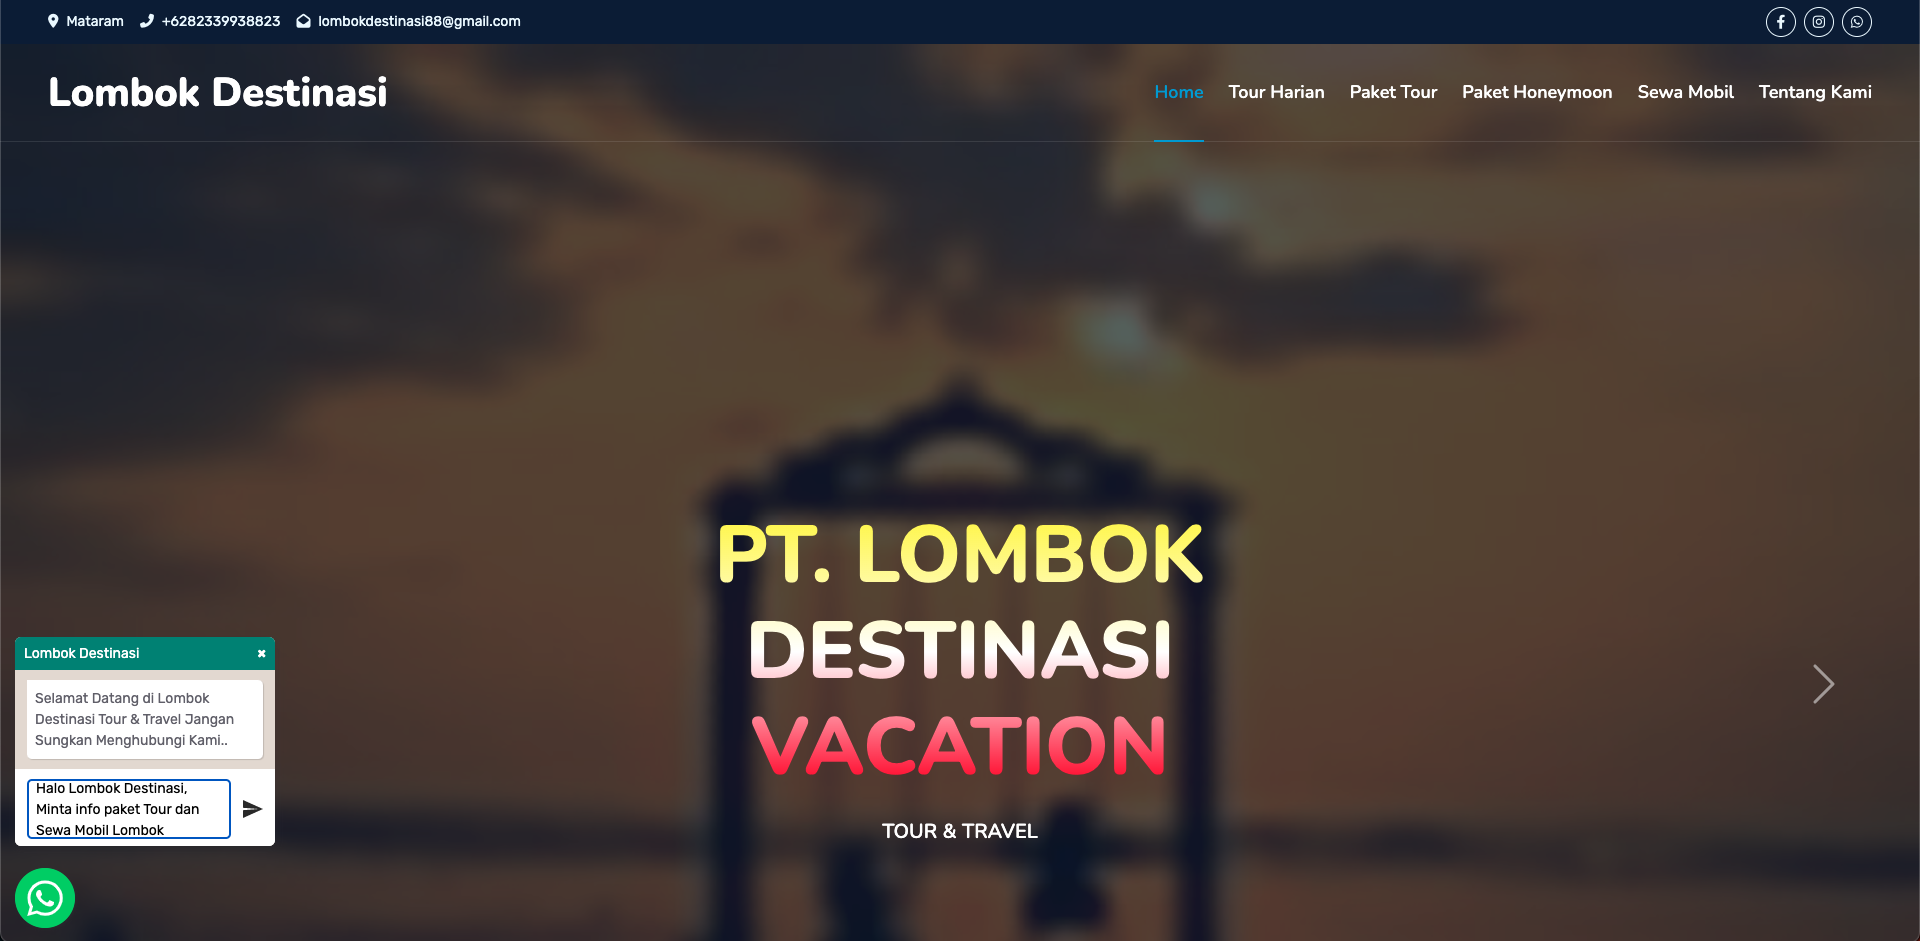 Mataram +6282339938823 lombokdestinasi88@gmail.com
Lombok Destinasi
Home Tour Harian Paket Tour Paket Honeymoon Sewa Mobil Tentang Kami
PT. LOMBOK
DESTINASI
VACATION
TOUR & TRAVEL
Lombok Destinasi
Selamat Datang di Lombok
Destinasi Tour & Travel Jangan
Sungkan Menghubungi Kami..
Halo Lombok Destinasi,
Minta info paket Tour dan
Sewa Mobil Lombok